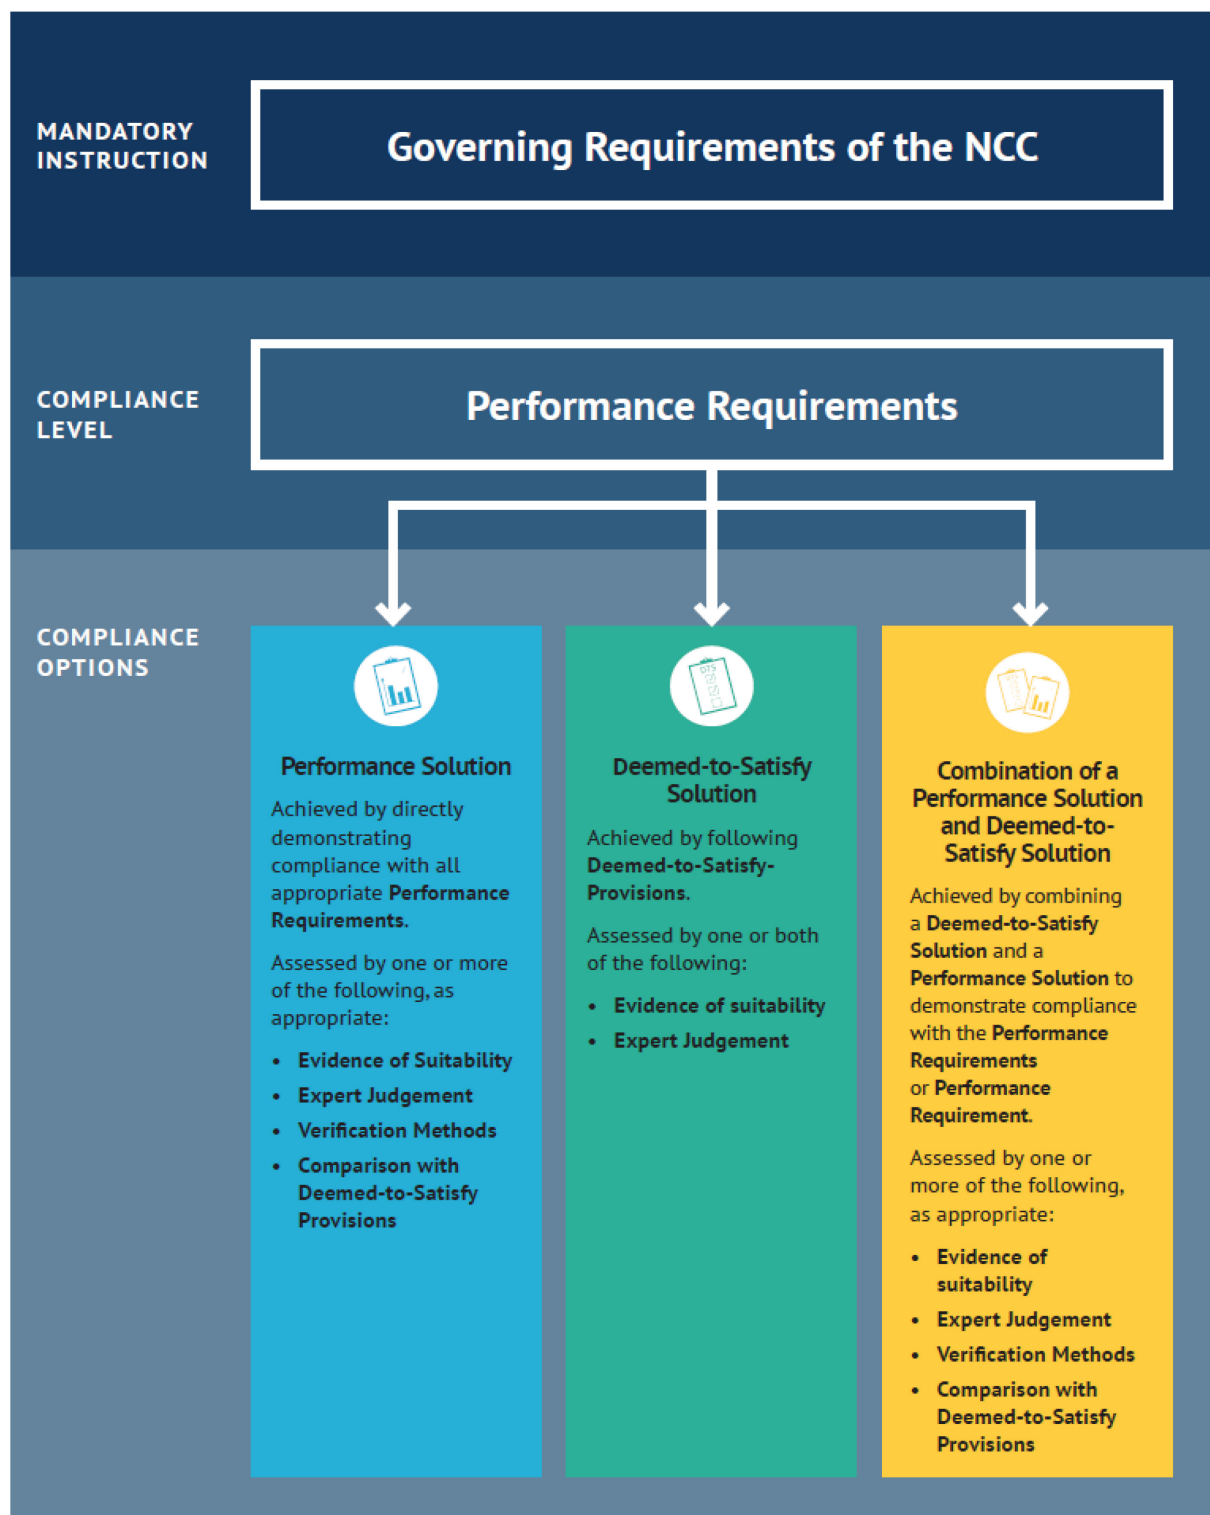 MANDATORY
INSTRUCTION
Governing Requirements of the NCC
COMPLIANCE
LEVEL
Performance Requirements
COMPLIANCE
OPTIONS
Performance Solution
Achieved by directly
demonstrating
compliance with all
appropriate Performance
Requirements.
Assessed by one or more
of the following, as
appropriate:
• Evidence of Suitability
• Expert Judgement
• Verification Methods
• Comparison with
Deemed-to-Satisfy
Provisions
DTS
Deemed-to-Satisfy
Solution
Achieved by following
Deemed-to-Satisfy-
Provisions.
Assessed by one or both
of the following:
• Evidence of suitability
• Expert Judgement
Combination of a
Performance Solution
and Deemed-to-
Satisfy Solution
Achieved by combining
a Deemed-to-Satisfy
Solution and a
Performance Solution to
demonstrate compliance
with the Performance
Requirements
or Performance
Requirement.
Assessed by one or
more of the following,
as appropriate:
• Evidence of
suitability
• Expert Judgement
• Verification Methods
• Comparison with
Deemed-to-Satisfy
Provisions